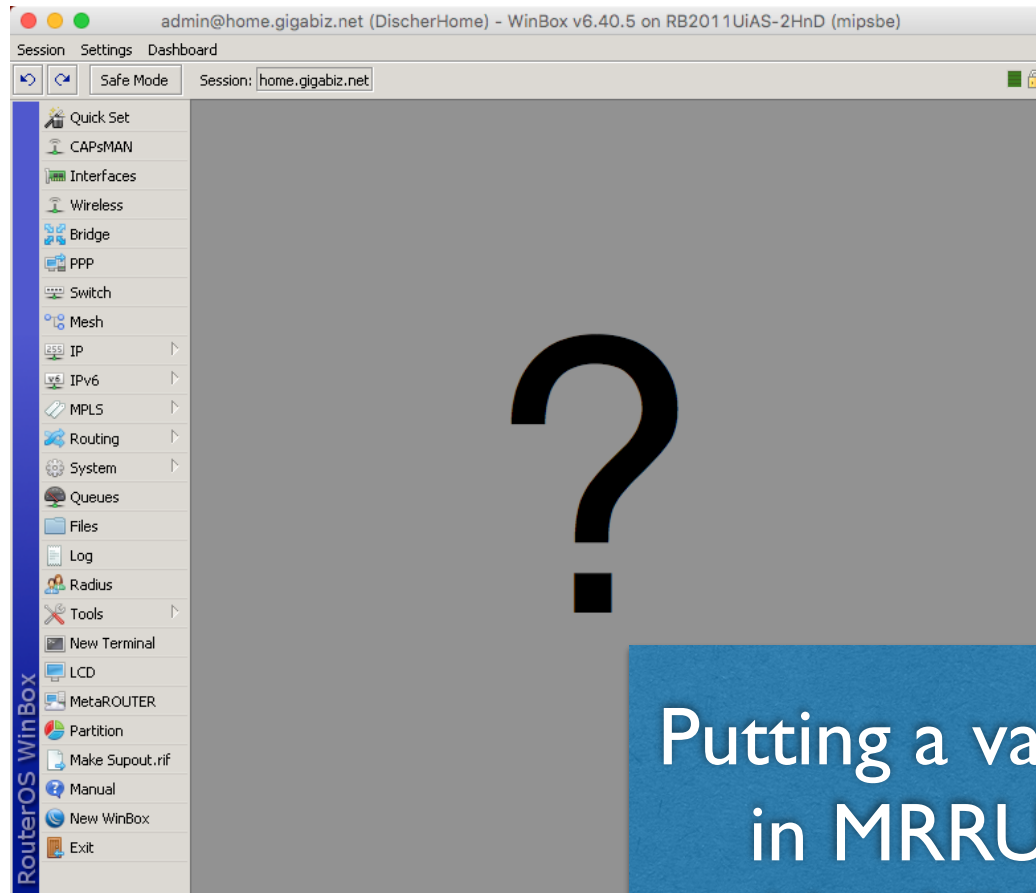 admin@home.gigabiz.net (DischerHome) - WinBox v6.40.5 on RB2011UiAS-2HnD (mipsbe)
Session Settings Dashboard
Safe Mode Session: home.gigabiz.net
Quick Set
CAPsMAN
Interfaces
Wireless
Bridge
PPP
Switch
Mesh
255 IP
v6 IPv6
MPLS
Routing
System
Queues
Files
Log
Radius
Tools
New Terminal
LCD
MetaROUTER
Partition
Make Supout.rif
Manual
New WinBox
Exit
RouterOS WinBox
?
Putting a va
in MRRU